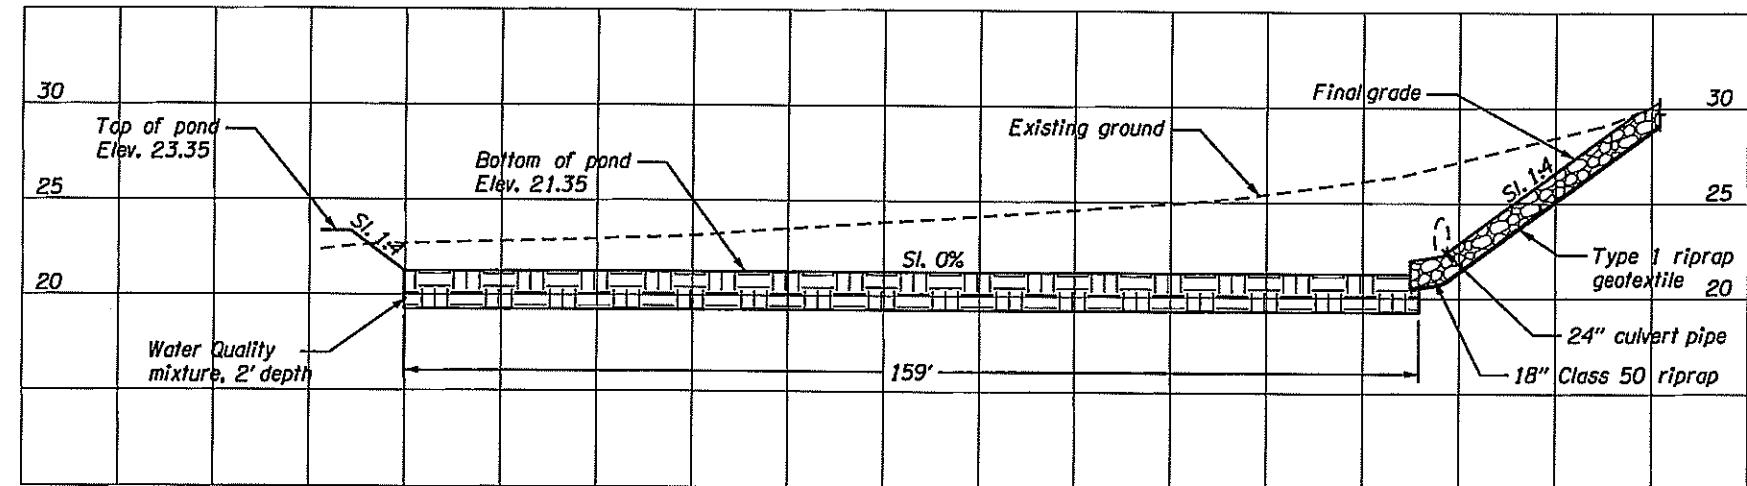 30
Top of pond
Elev. 23.35
Bottom of pond
Elev. 21.35
Existing ground
Final grade
30
25
Sl. 1:4
Sl. 1:4
25
Sl. 0%
20
Type 1 riprap
geotextile
20
Water Quality
mixture, 2' depth
159'
24" culvert pipe
18" Class 50 riprap